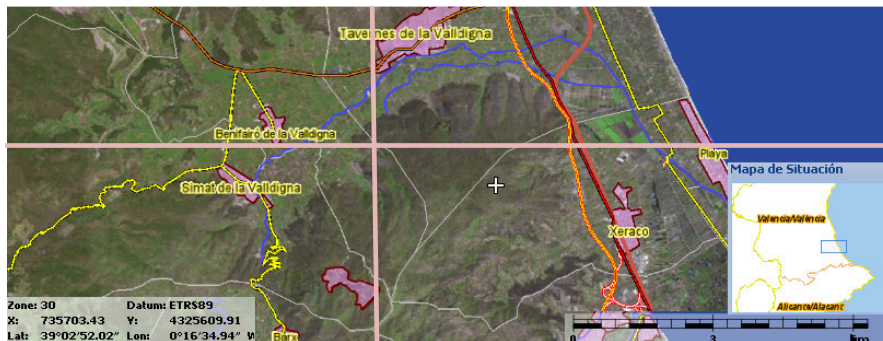 Tavernes de la Valldigna
Benifairó de la Valldigna
Playa
Simat de la Valldigna
Mapa de Situación
Valencia/València
Xeraco
Alicante/Alacant
Zone: 30 Datum: ETRS89
X: 735703.43 Y: 4325609.91
Lat: 39°02'52.02" Lon: 0°16'34.94" W
Barx
0 3 km